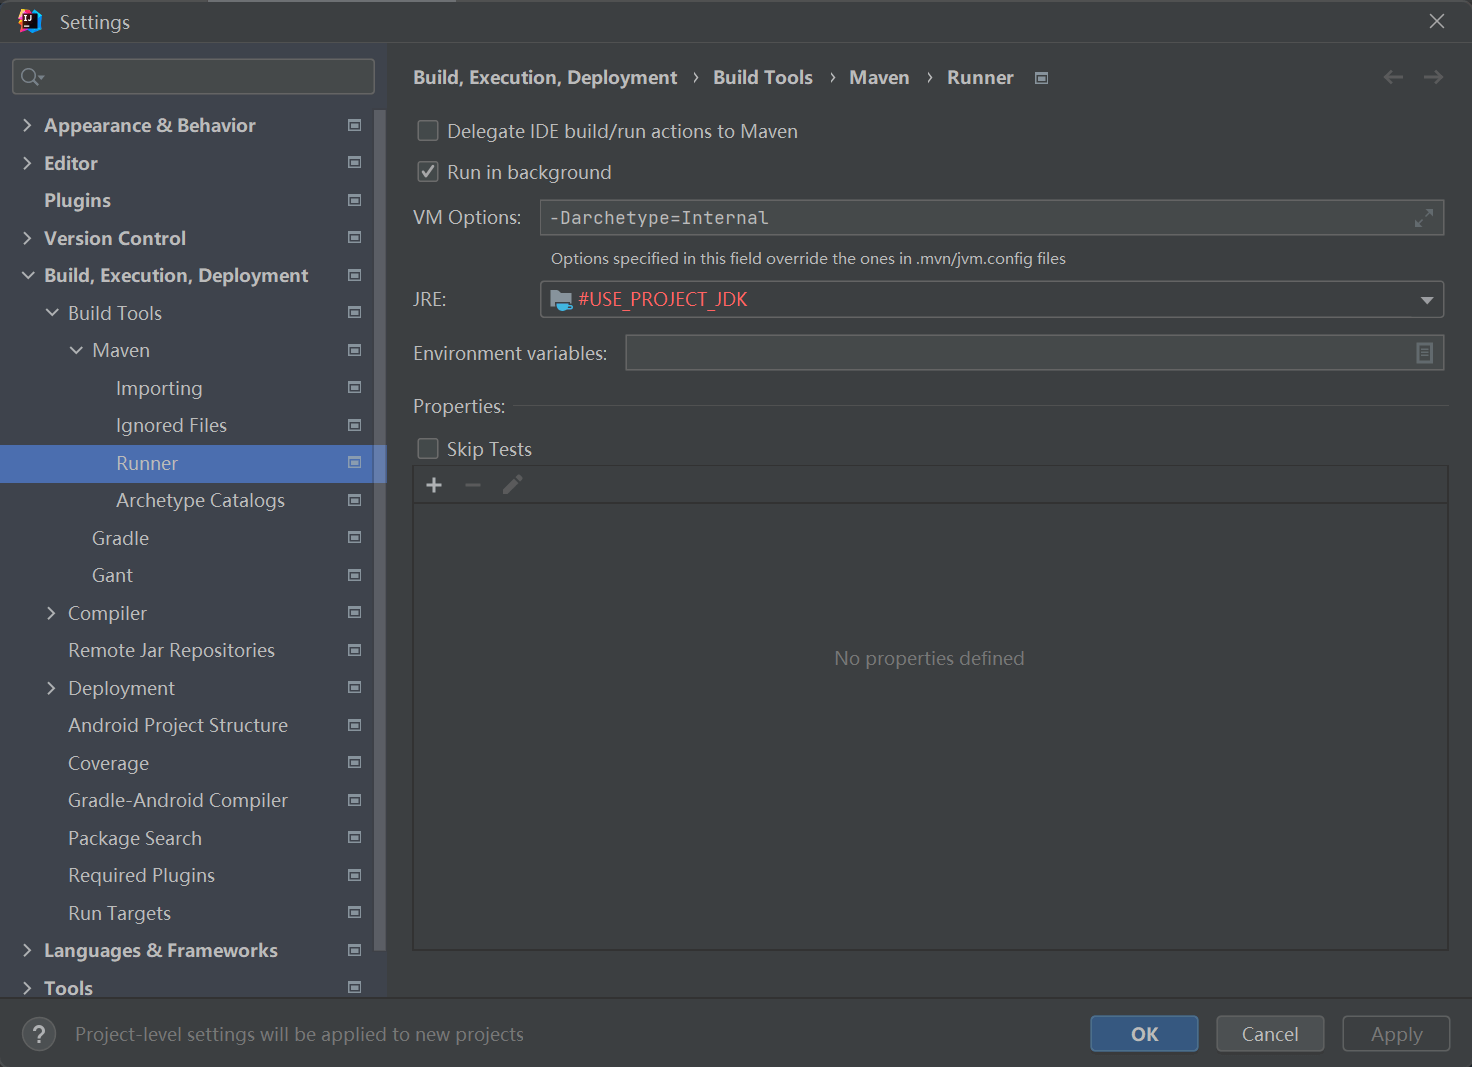 Settings
Build, Execution, Deployment › Build Tools › Maven › Runner
Appearance & Behavior
Editor
Plugins
Version Control
Build, Execution, Deployment
Build Tools
Maven
Importing
Ignored Files
Runner
Archetype Catalogs
Gradle
Gant
Compiler
Remote Jar Repositories
Deployment
Android Project Structure
Coverage
Gradle-Android Compiler
Package Search
Required Plugins
Run Targets
Languages & Frameworks
Tools
Delegate IDE build/run actions to Maven
Run in background
VM Options: -Darchetype=Internal
Options specified in this field override the ones in .mvn/jvm.config files
JRE: #USE_PROJECT_JDK
Environment variables:
Properties:
Skip Tests
No properties defined
? Project-level settings will be applied to new projects
OK Cancel Apply